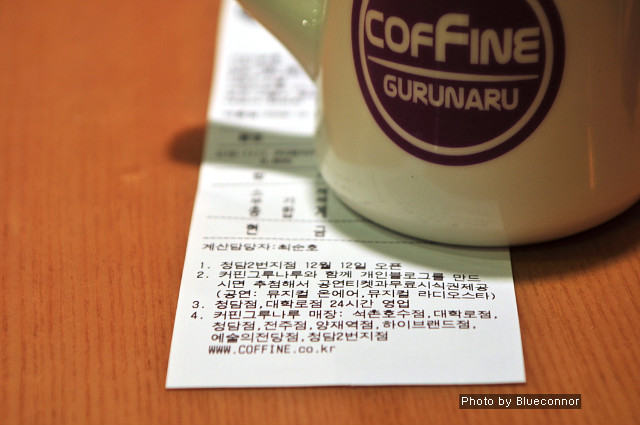 COFFINE
GURUNARU
계산담당자:최순호
1. 청담2번지점 12월 12일 오픈
2. 커핀그루나루와 함께 개인블로그를 만드
시면 추첨해서 공연티켓과무료시식권제공
(공연: 뮤지컬 온에어,뮤지컬 라디오스타)
3. 청담점,대학로점 24시간 영업
4. 커핀그루나루 매장: 석촌호수점,대학로점,
청담점,전주점,양재역점,하이브랜드점,
예술의전당점,청담2번지점
WWW.COFFINE.co.kr
Photo by Blueconnor